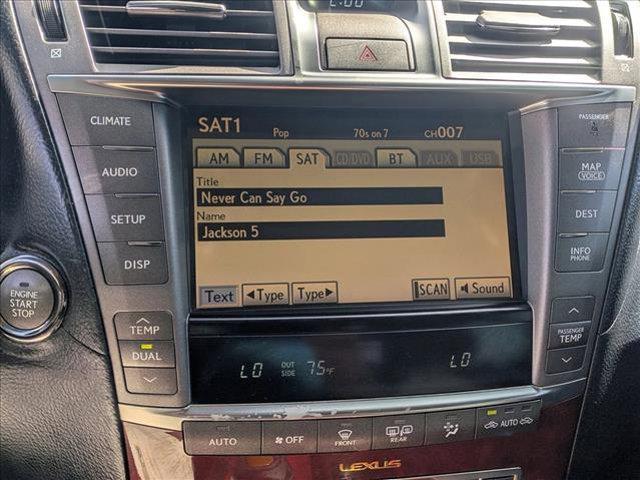 2:00
CLIMATE
AUDIO
SETUP
DISP
ENGINE
START
STOP
TEMP
DUAL
SAT1
Pop 70s on 7 CH007
AM FM SAT CD/DVD BT AUX USB
Title
Never Can Say Go
Name
Jackson 5
Text ◄Type Type► SCAN Sound
PASSENGER
MAP
VOICE
DEST
INFO
PHONE
PASSENGER
TEMP
LO OUT SIDE 75°F LO
AUTO OFF FRONT REAR AUTO
LEXUS